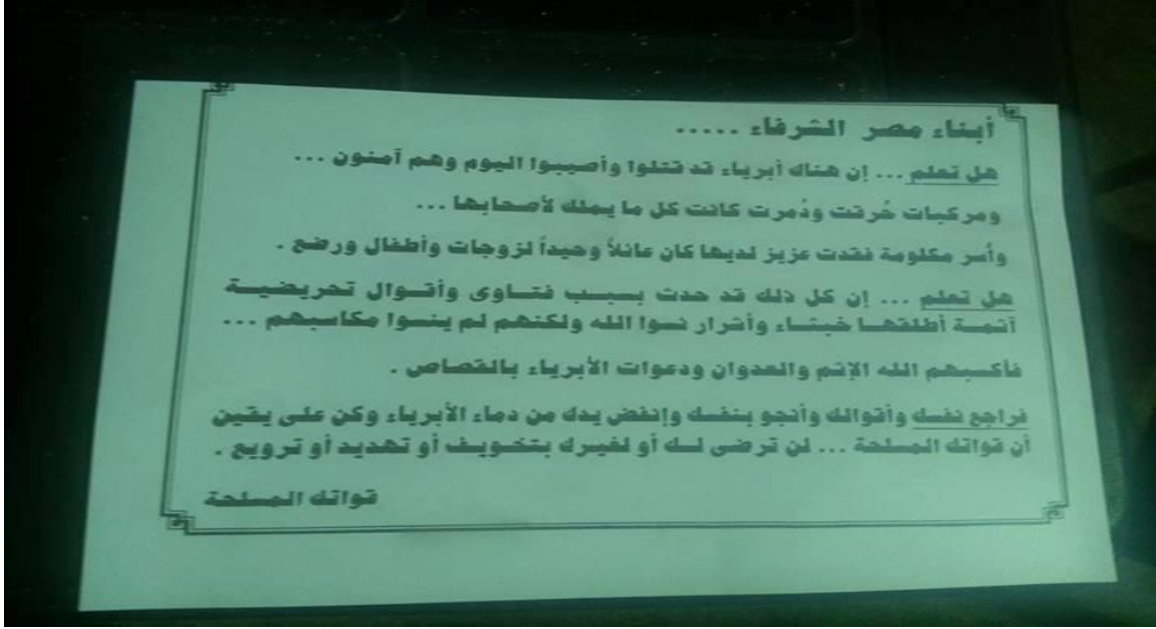 أبناء مصر الشرفاء .....
هل تعلم ... إن هناك أبرياء قد قتلوا وأصيبوا اليوم وهم آمنون ...
ومركبات حُرقت ودُمرت كانت كل ما يملك لأصحابها ...
وأسر مكلومة فقدت عزيز لديها كان عائلاً وحيداً لزوجات وأطفال ورضع .
هل تعلم ... إن كل ذلك قد حدث بسبب فتاوى وأقوال تحريضية
آثمة أطلقها خبثاء وأشرار نسوا الله ولكنهم لم ينسوا مكاسبهم ...
فأكسبهم الله الإثم والعدوان ودعوات الأبرياء بالقصاص .
فراجع نفسك وأقوالك وأنجو بنفسك وإنفض يدك من دماء الأبرياء وكن على يقين
أن قواتك المسلحة ... لن ترضى لك أو لغيرك بتخويف أو تهديد أو ترويع .
قواتك المسلحة